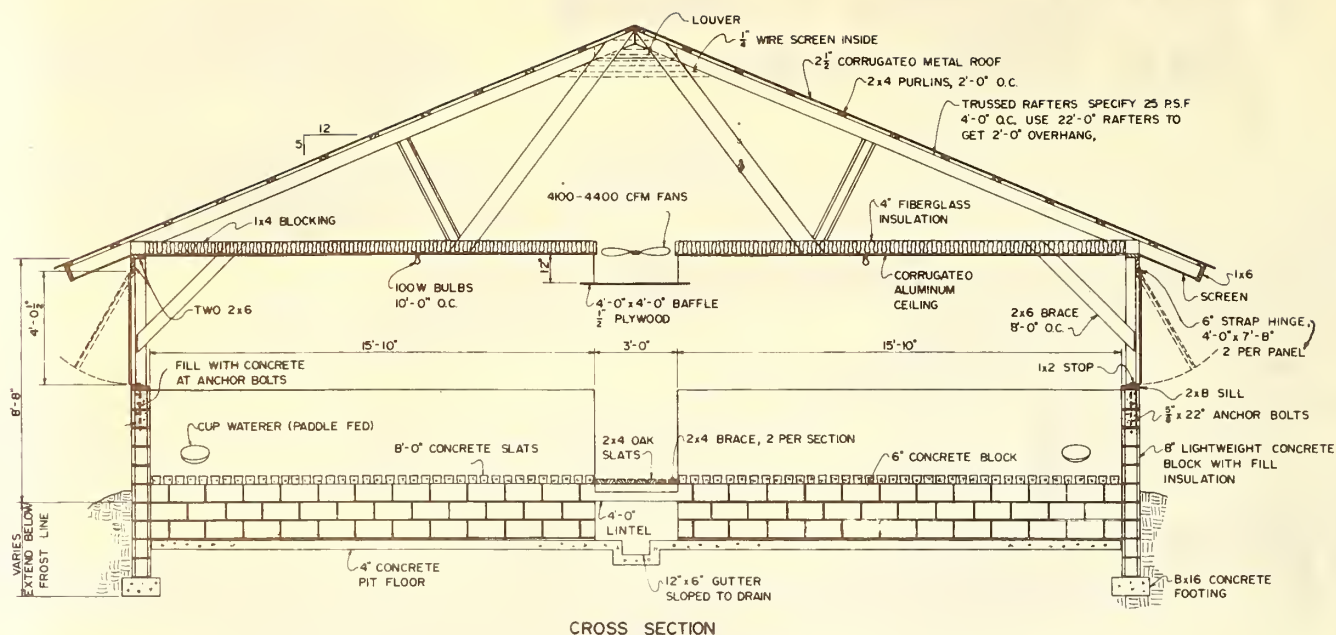 LOUVER
1/4" WIRE SCREEN INSIDE
2 1/2" CORRUGATED METAL ROOF
2x4 PURLINS, 2'-0" O.C.
TRUSSED RAFTERS SPECIFY 25 P.S.F
4'-0" O.C. USE 22'-0" RAFTERS TO
GET 2'-0" OVERHANG,
12
5
4100-4400 CFM FANS
4" FIBERGLASS
INSULATION
1x4 BLOCKING
12"
100W BULBS
10'-0" O.C.
CORRUGATED
ALUMINUM
CEILING
1x6
SCREEN
4'-0 1/2"
TWO 2x6
4'-0" x 4'-0" BAFFLE
1/2" PLYWOOD
2x6 BRACE
8'-0" O.C.
6" STRAP HINGE,
4'-0" x 7'-8"
2 PER PANEL
8'-8"
15'-10"
3'-0"
15'-10"
FILL WITH CONCRETE
AT ANCHOR BOLTS
1x2 STOP
2x8 SILL
5/8" x 22" ANCHOR BOLTS
CUP WATERER (PADDLE FED)
8'-0" CONCRETE SLATS
2x4 OAK
SLATS
2x4 BRACE, 2 PER SECTION
6" CONCRETE BLOCK
8" LIGHTWEIGHT CONCRETE
BLOCK WITH FILL
INSULATION
4'-0"
LINTEL
VARIES
EXTEND BELOW
FROST LINE
4" CONCRETE
PIT FLOOR
12" x 6" GUTTER
SLOPED TO DRAIN
8x16 CONCRETE
FOOTING
CROSS SECTION